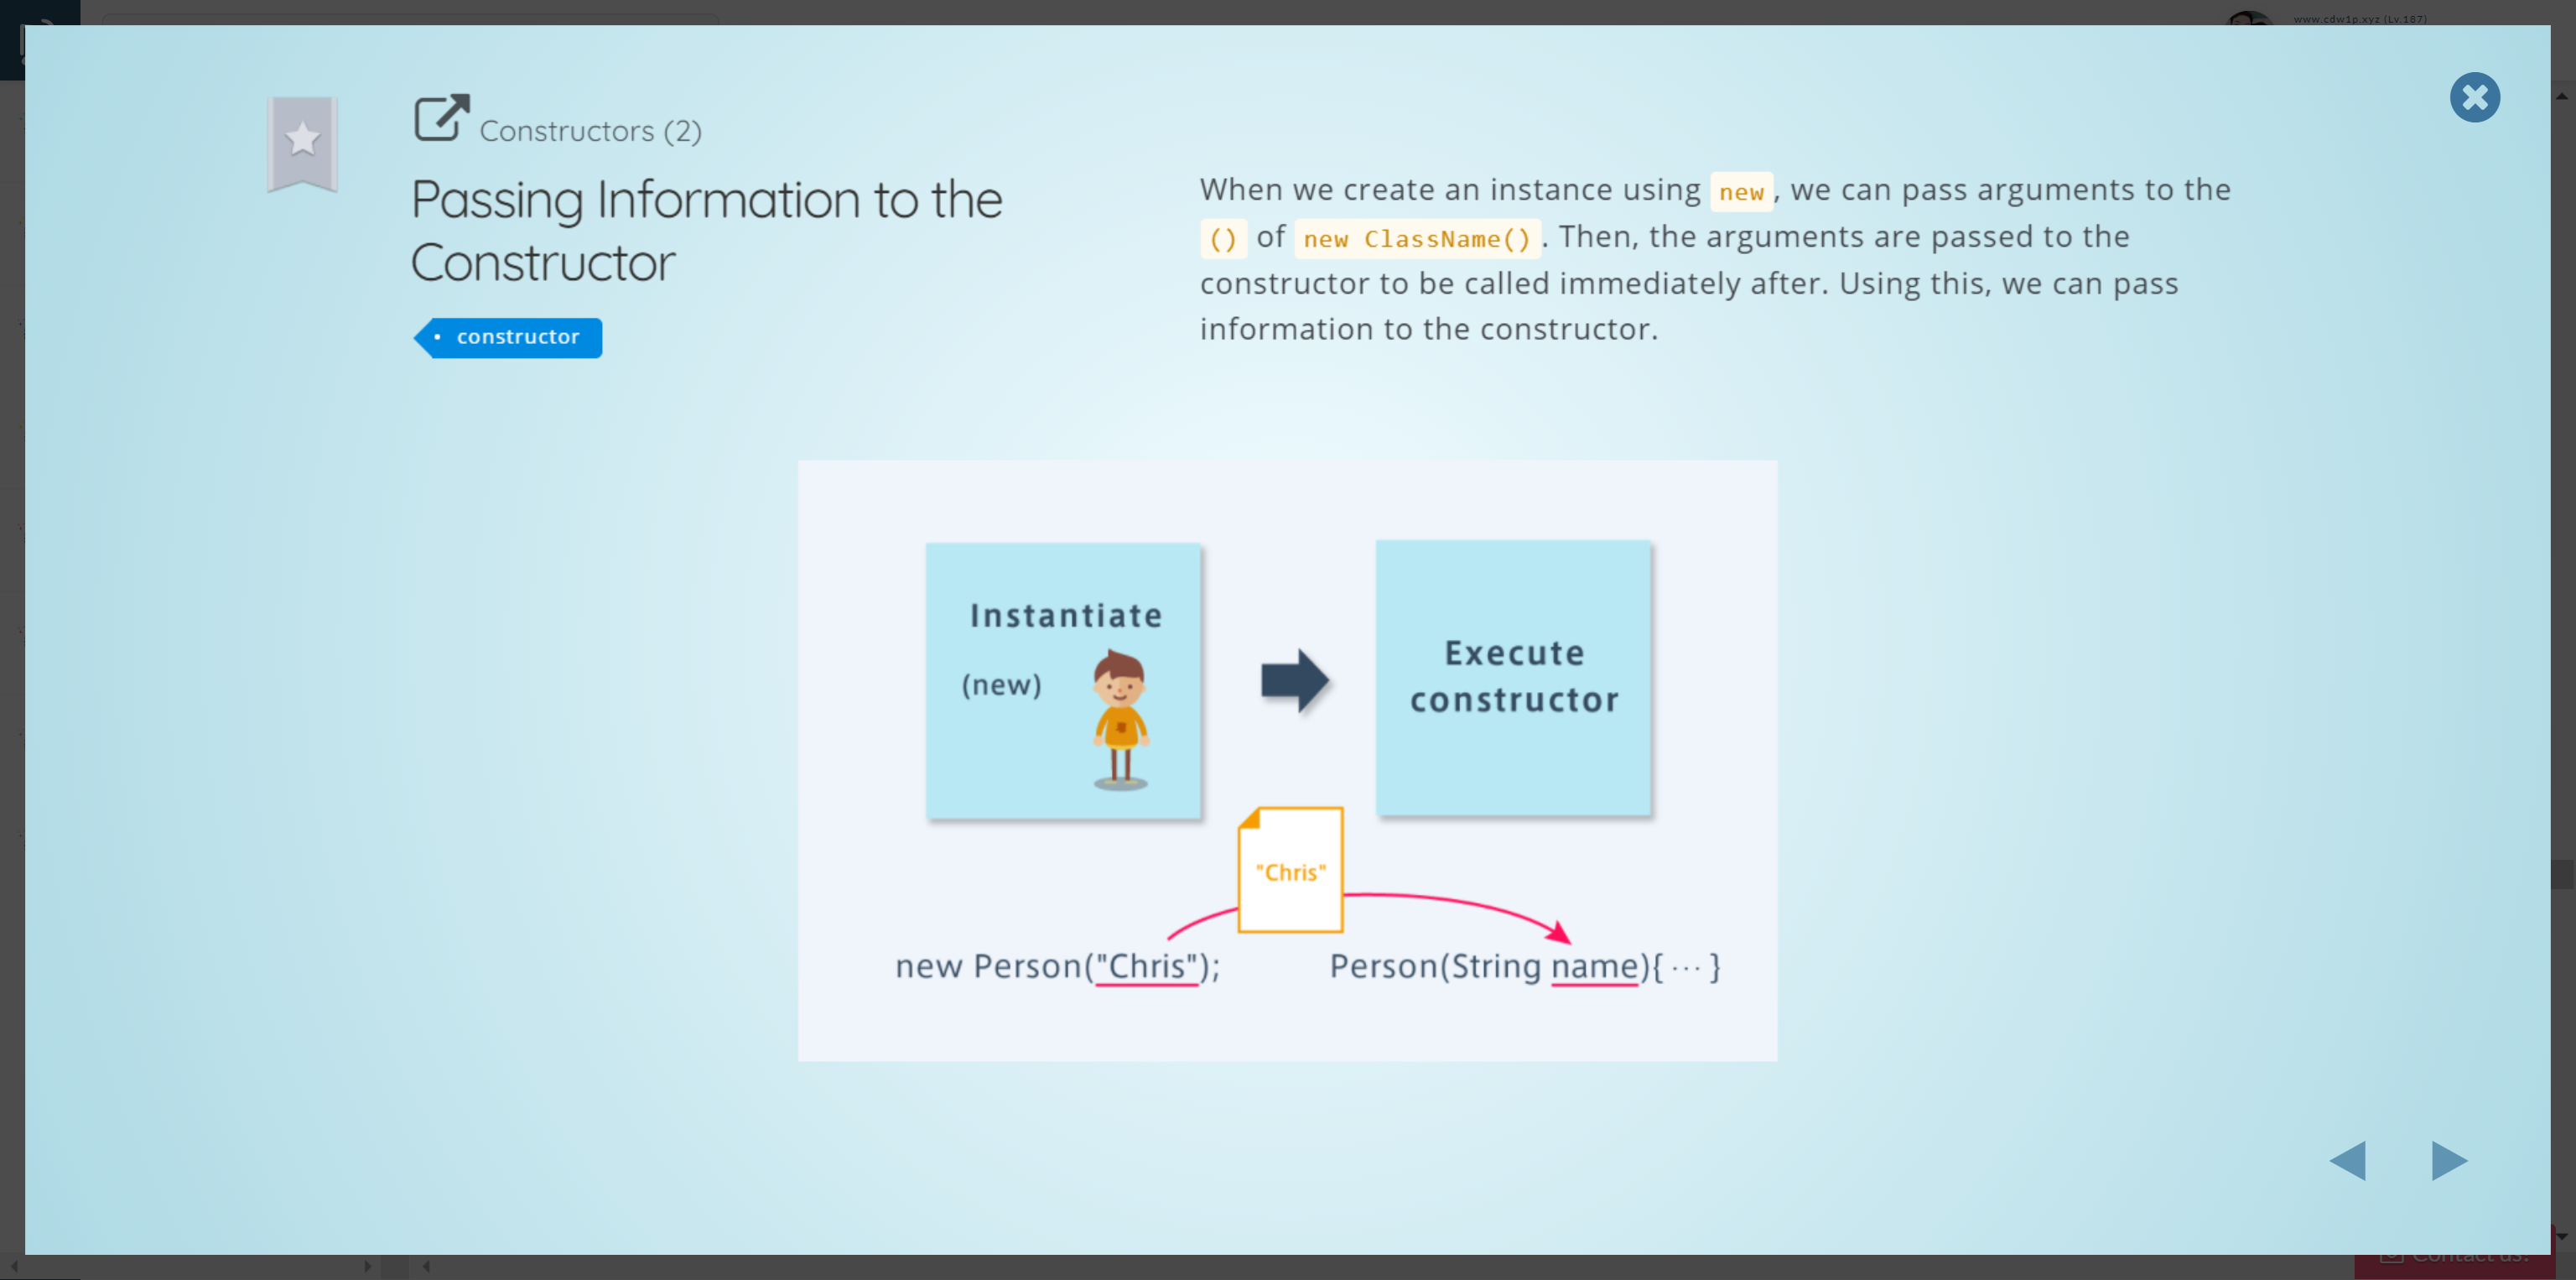 www.cdw1p.xyz (Lv.187)
Constructors (2)
Passing Information to the
Constructor
constructor
When we create an instance using new, we can pass arguments to the
() of new ClassName(). Then, the arguments are passed to the
constructor to be called immediately after. Using this, we can pass
information to the constructor.
Instantiate
(new)
Execute
constructor
"Chris"
new Person("Chris");
Person(String name){ ··· }
Contact us!